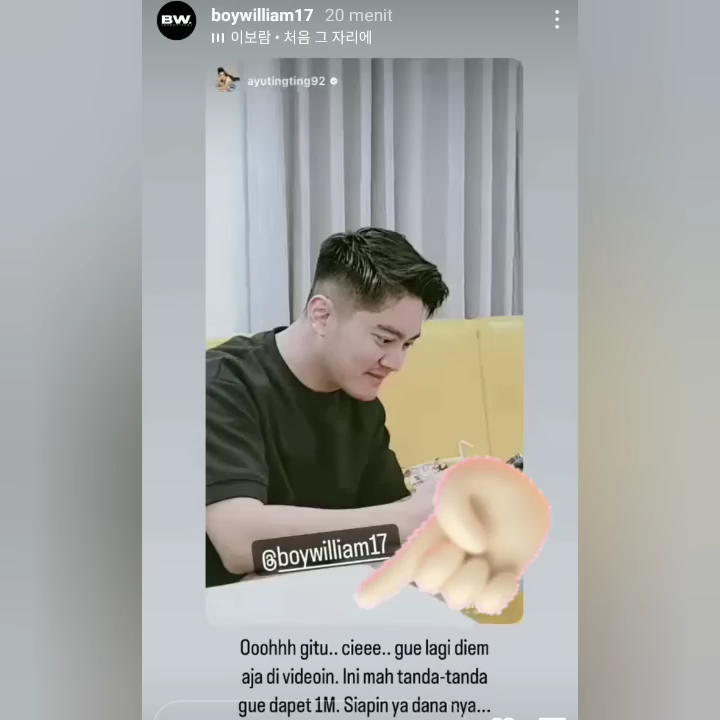 BW.
boywilliam17 20 menit
이보람 • 처음 그 자리에
ayutingting92
@boywilliam17
Ooohhh gitu.. cieee.. gue lagi diem
aja di videoin. Ini mah tanda-tanda
gue dapet 1M. Siapin ya dana nya...